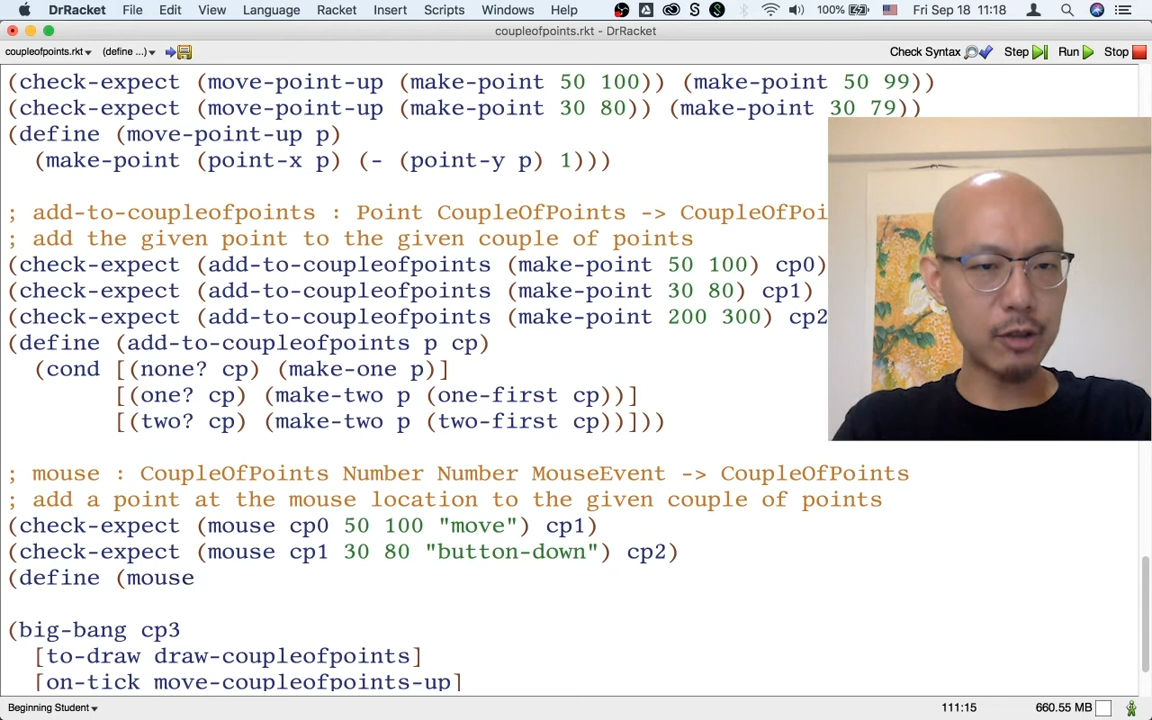 DrRacket File Edit View Language Racket Insert Scripts Windows Help 100% Fri Sep 18 11:18
coupleofpoints.rkt - DrRacket
coupleofpoints.rkt (define ...) Check Syntax Step Run Stop
(check-expect (move-point-up (make-point 50 100)) (make-point 50 99))
(check-expect (move-point-up (make-point 30 80)) (make-point 30 79))
(define (move-point-up p)
(make-point (point-x p) (- (point-y p) 1)))
; add-to-coupleofpoints : Point CoupleOfPoints -> CoupleOfPoi
; add the given point to the given couple of points
(check-expect (add-to-coupleofpoints (make-point 50 100) cp0)
(check-expect (add-to-coupleofpoints (make-point 30 80) cp1)
(check-expect (add-to-coupleofpoints (make-point 200 300) cp2
(define (add-to-coupleofpoints p cp)
(cond [(none? cp) (make-one p)]
[(one? cp) (make-two p (one-first cp))]
[(two? cp) (make-two p (two-first cp))]))
; mouse : CoupleOfPoints Number Number MouseEvent -> CoupleOfPoints
; add a point at the mouse location to the given couple of points
(check-expect (mouse cp0 50 100 "move") cp1)
(check-expect (mouse cp1 30 80 "button-down") cp2)
(define (mouse
(big-bang cp3
[to-draw draw-coupleofpoints]
[on-tick move-coupleofpoints-up]
Beginning Student 111:15 660.55 MB